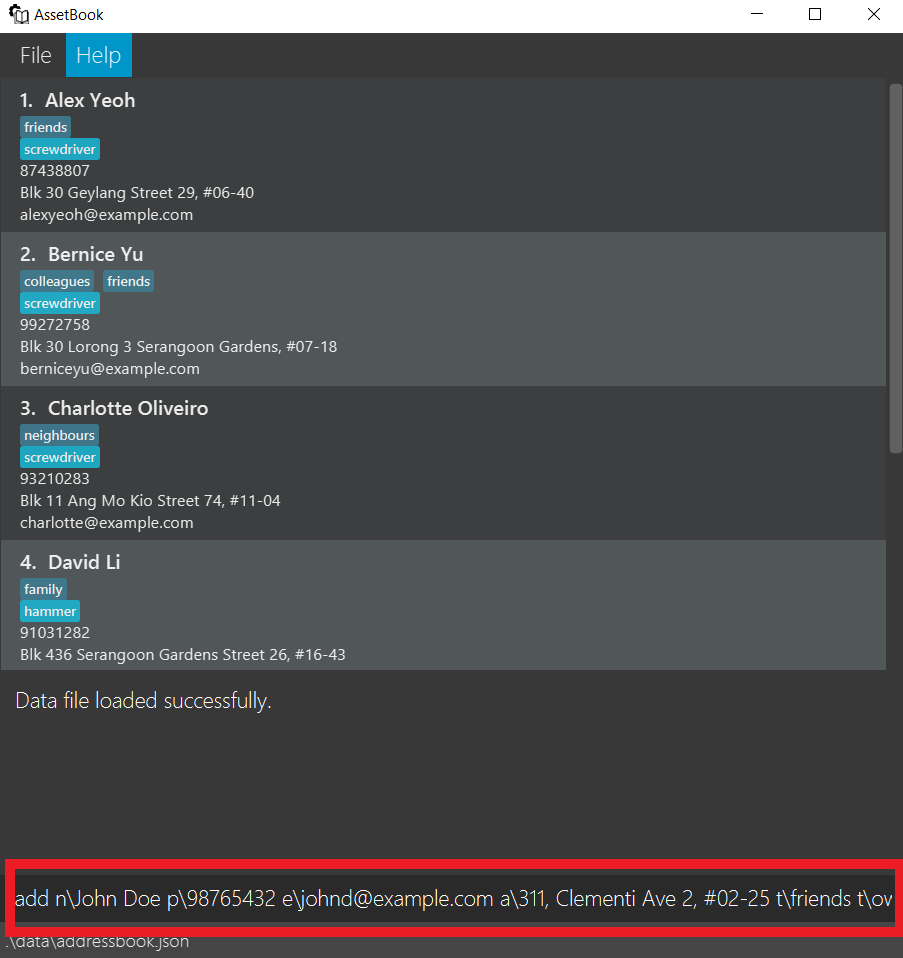 AssetBook
File Help
1. Alex Yeoh
friends
screwdriver
87438807
Blk 30 Geylang Street 29, #06-40
alexyeoh@example.com
2. Bernice Yu
colleagues friends
screwdriver
99272758
Blk 30 Lorong 3 Serangoon Gardens, #07-18
berniceyu@example.com
3. Charlotte Oliveiro
neighbours
screwdriver
93210283
Blk 11 Ang Mo Kio Street 74, #11-04
charlotte@example.com
4. David Li
family
hammer
91031282
Blk 436 Serangoon Gardens Street 26, #16-43
Data file loaded successfully.
add n\John Doe p\98765432 e\johnd@example.com a\311, Clementi Ave 2, #02-25 t\friends t\ow
.\data\addressbook.json